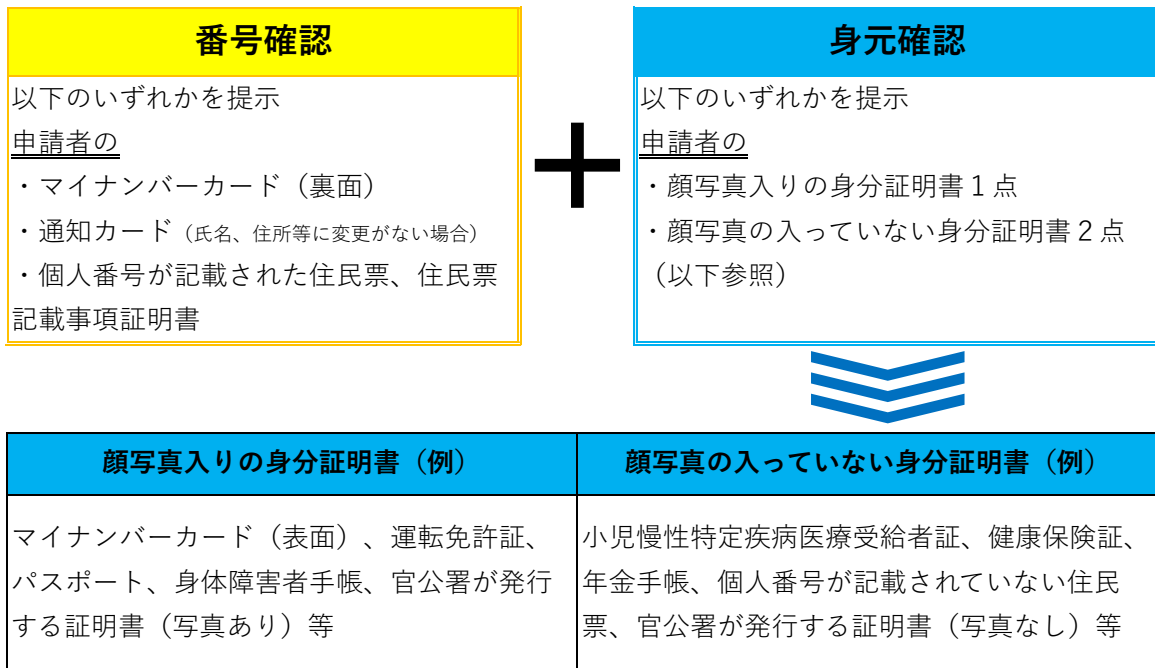 番号確認
以下のいずれかを提示
申請者の
・マイナンバーカード（裏面）
・通知カード（氏名、住所等に変更がない場合）
・個人番号が記載された住民票、住民票
記載事項証明書
身元確認
以下のいずれかを提示
申請者の
・顔写真入りの身分証明書１点
・顔写真の入っていない身分証明書２点
（以下参照）
顔写真入りの身分証明書（例）
マイナンバーカード（表面）、運転免許証、
パスポート、身体障害者手帳、官公署が発行
する証明書（写真あり）等
顔写真の入っていない身分証明書（例）
小児慢性特定疾病医療受給者証、健康保険証、
年金手帳、個人番号が記載されていない住民
票、官公署が発行する証明書（写真なし）等